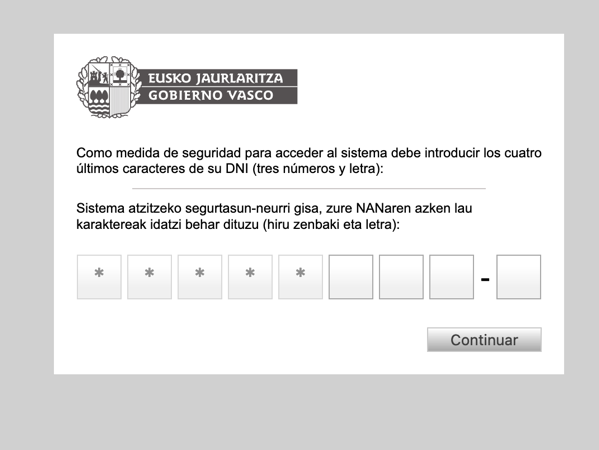 EUSKO JAURLARITZA
GOBIERNO VASCO
Como medida de seguridad para acceder al sistema debe introducir los cuatro
últimos caracteres de su DNI (tres números y letra):
Sistema atzitzeko segurtasun-neurri gisa, zure NANaren azken lau
karaktereak idatzi behar dituzu (hiru zenbaki eta letra):
* * * * * -
Continuar